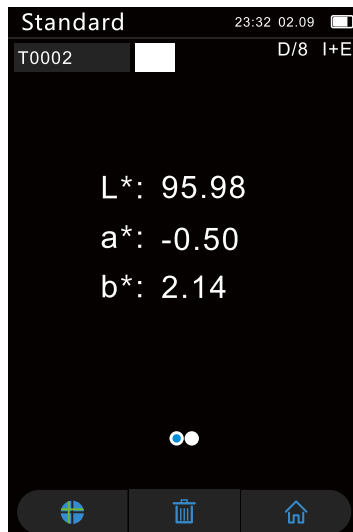 Standard 23:32 02.09
T0002 D/8 I+E
L*: 95.98
a*: -0.50
b*: 2.14